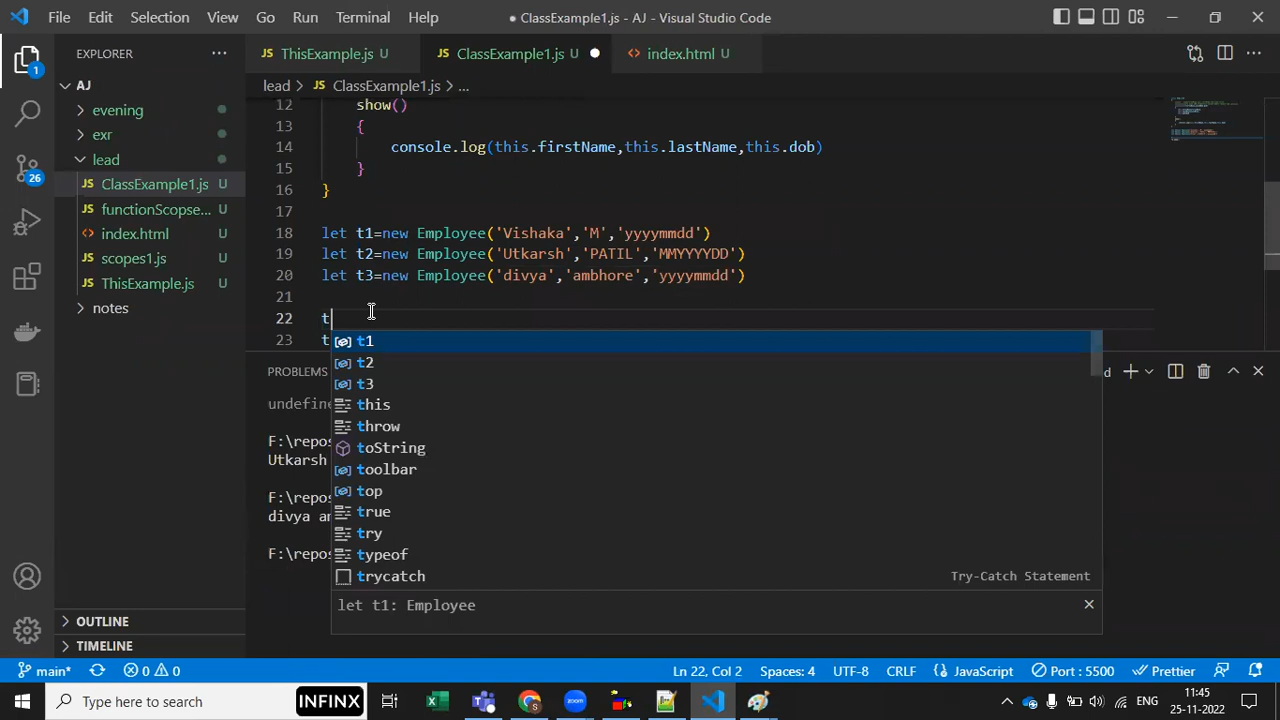 File Edit Selection View Go Run Terminal Help ● ClassExample1.js - AJ - Visual Studio Code
EXPLORER ...
JS ThisExample.js U JS ClassExample1.js U <> index.html U
lead > JS ClassExample1.js > ...
AJ
evening
exr
lead
JS ClassExample1.js U
JS functionScopse... U
<> index.html U
JS scopes1.js U
JS ThisExample.js U
notes
1
26
12 show()
13 {
14 console.log(this.firstName,this.lastName,this.dob)
15 }
16 }
17
18 let t1=new Employee('Vishaka','M','yyyymmdd')
19 let t2=new Employee('Utkarsh','PATIL','MMYYYYDD')
20 let t3=new Employee('divya','ambhore','yyyymmdd')
21
22 t
23 t
t1
t2
t3
this
throw
toString
toolbar
top
true
try
typeof
trycatch Try-Catch Statement
let t1: Employee
PROBLEMS
undefine
F:\repos
Utkarsh
F:\repos
divya a
F:\repos
d
OUTLINE
TIMELINE
main* 0 0 Ln 22, Col 2 Spaces: 4 UTF-8 CRLF {} JavaScript Port : 5500 Prettier
Type here to search INFINX zoom ENG 11:45
25-11-2022